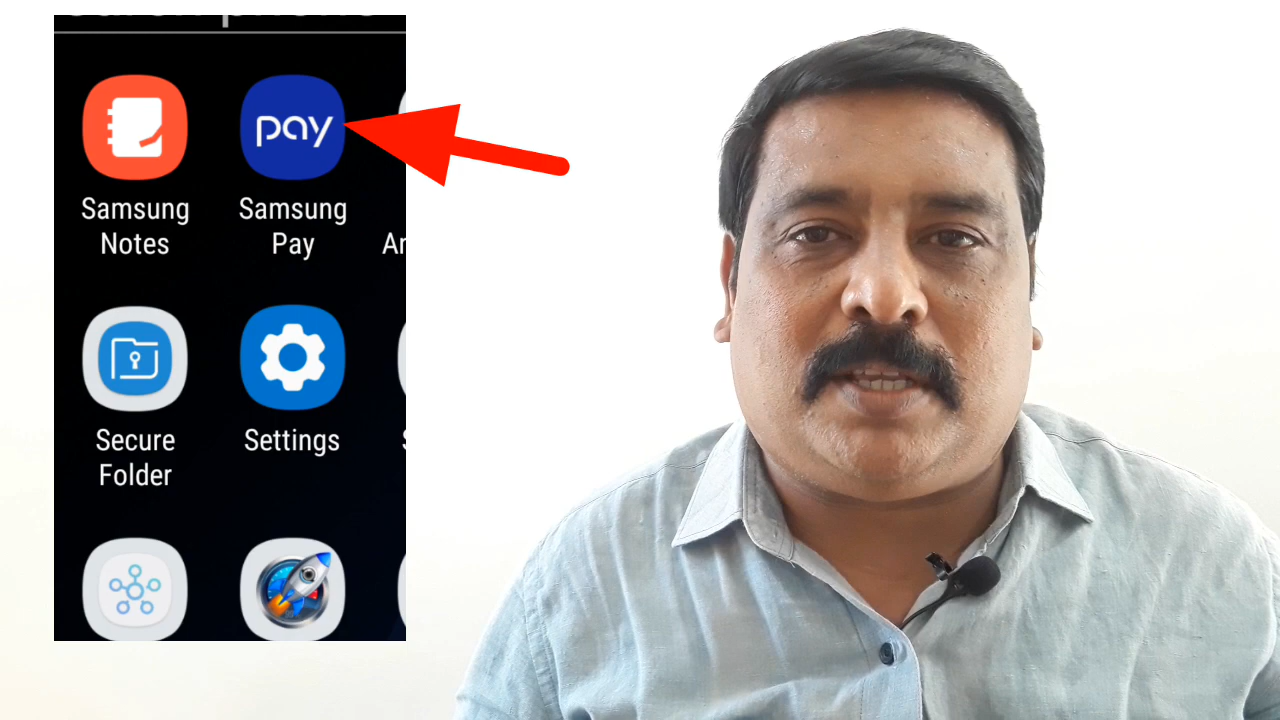 pay
Samsung
Notes
Samsung
Pay
Secure
Folder
Settings